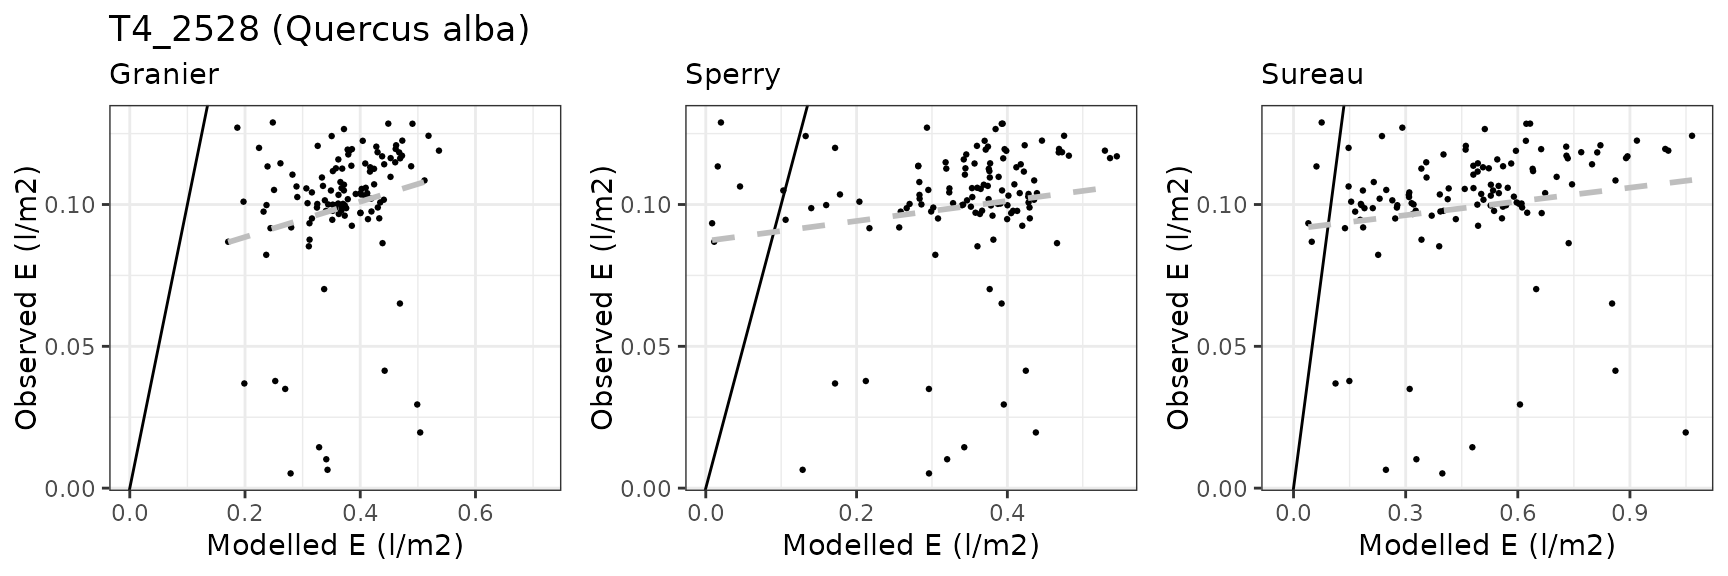 T4_2528 (Quercus alba)
Granier
Observed E (l/m2)
0.10
0.05
0.00
0.0 0.2 0.4 0.6
Modelled E (l/m2)
Sperry
Observed E (l/m2)
0.10
0.05
0.00
0.0 0.2 0.4
Modelled E (l/m2)
Sureau
Observed E (l/m2)
0.10
0.05
0.00
0.0 0.3 0.6 0.9
Modelled E (l/m2)